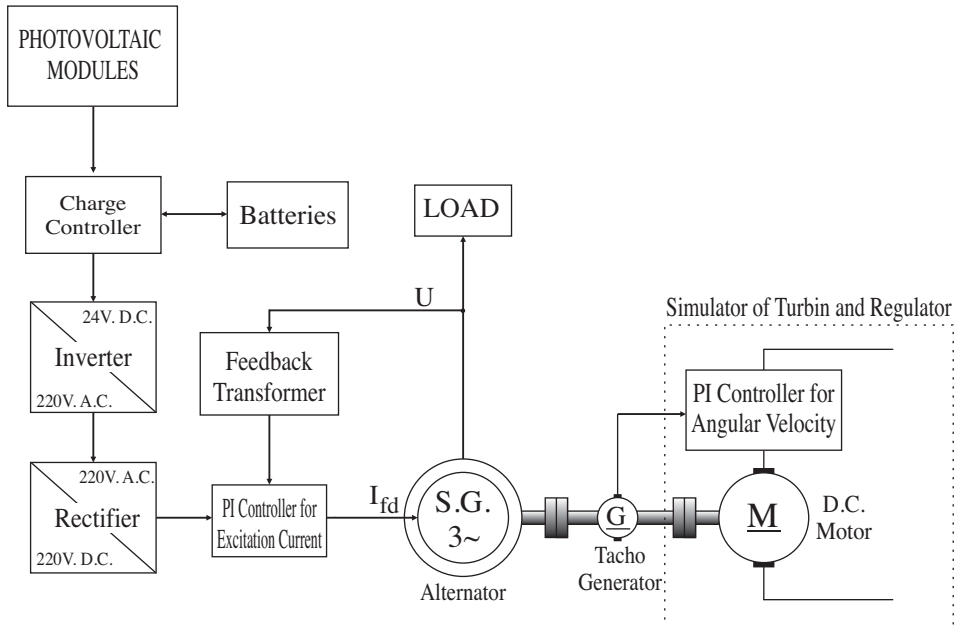 PHOTOVOLTAIC
MODULES
Charge
Controller
Batteries
LOAD
U
24V. D.C.
Inverter
220V. A.C.
Feedback
Transformer
Simulator of Turbin and Regulator
PI Controller for
Angular Velocity
220V. A.C.
Rectifier
220V. D.C.
PI Controller for
Excitation Current
Ifd
S.G.
3~
Alternator
G
Tacho
Generator
M
D.C.
Motor